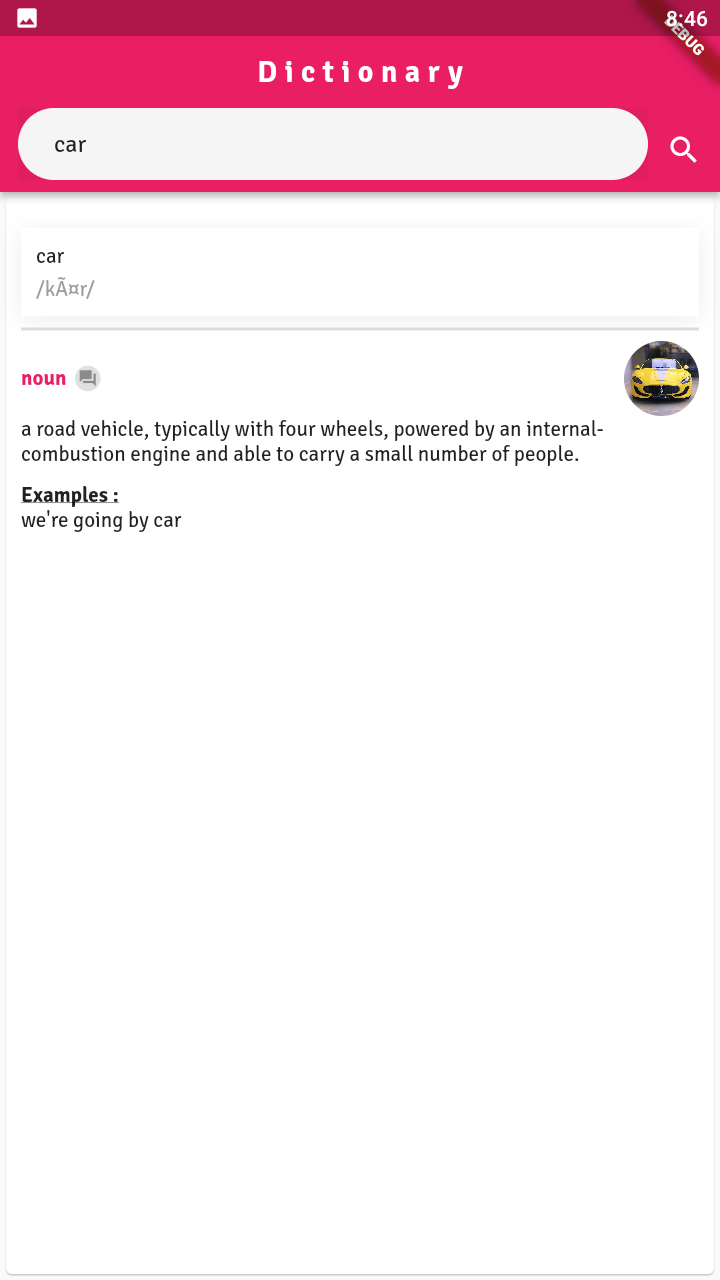 8:46
DEBUG
Dictionary
car
car
/kÃ¤r/
noun
a road vehicle, typically with four wheels, powered by an internal-
combustion engine and able to carry a small number of people.
Examples :
we're going by car